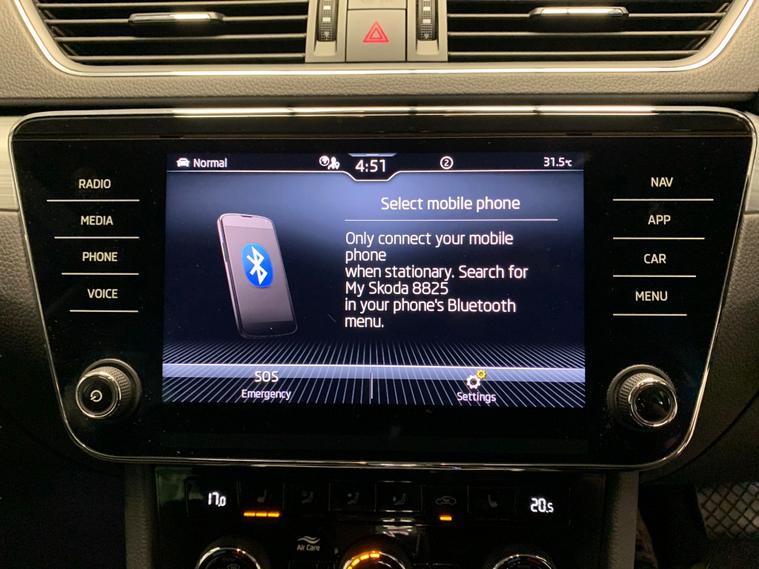 Normal
4:51
2
31.5°C
RADIO
MEDIA
PHONE
VOICE
Select mobile phone
Only connect your mobile
phone
when stationary. Search for
My Skoda 8825
in your phone's Bluetooth
menu.
NAV
APP
CAR
MENU
SOS
Emergency
Settings
17.0
20.5
Air Care